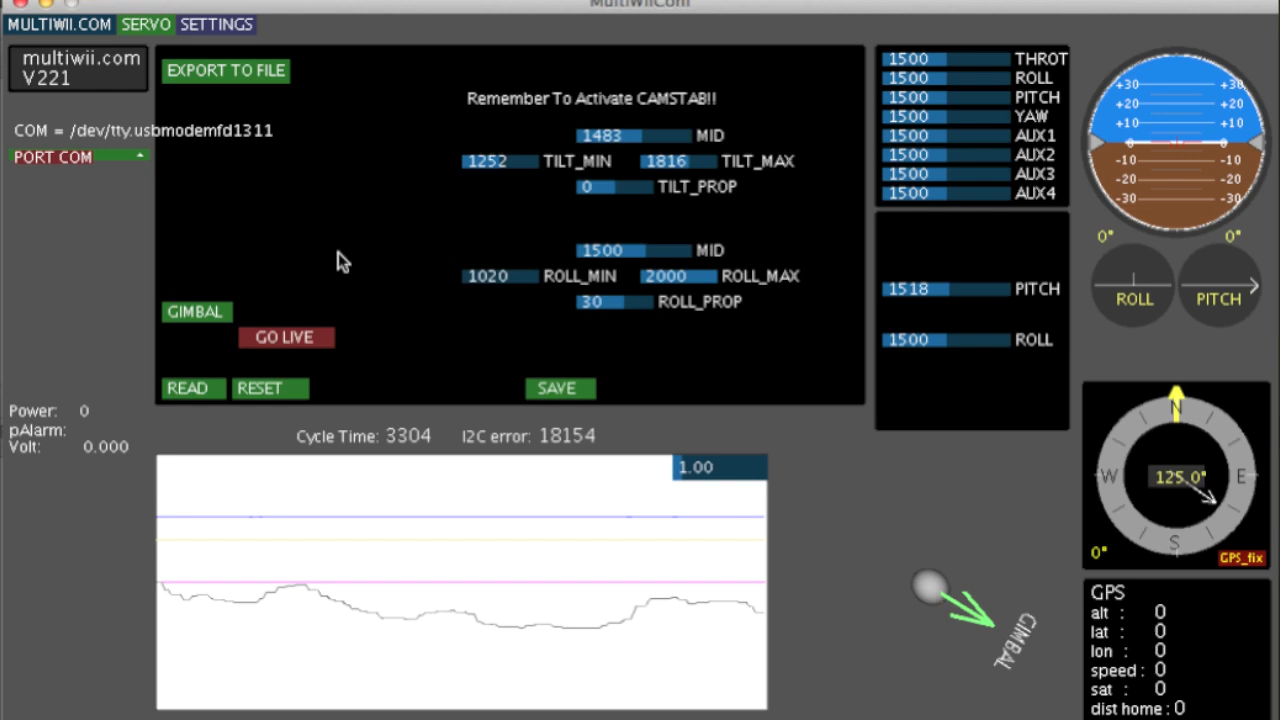 MultiWiiCom
MULTIWII.COM SERVO SETTINGS
multiwii.com
V221
COM = /dev/tty.usbmodemfd1311
PORT COM
EXPORT TO FILE
Remember To Activate CAMSTAB!!
1483 MID
1252 TILT_MIN 1816 TILT_MAX
0 TILT_PROP
1500 MID
1020 ROLL_MIN 2000 ROLL_MAX
30 ROLL_PROP
GIMBAL
GO LIVE
READ RESET SAVE
1500 THROT
1500 ROLL
1500 PITCH
1500 YAW
1500 AUX1
1500 AUX2
1500 AUX3
1500 AUX4
1518 PITCH
1500 ROLL
+30 +30
+20 +20
+10 +10
0 0
-10 -10
-20 -20
-30 -30
0° 0°
ROLL PITCH
Power: 0
pAlarm:
Volt: 0.000
Cycle Time: 3304 I2C error: 18154
1.00
GIMBAL
N
W 125.0° E
S
0° GPS_fix
GPS
alt : 0
lat : 0
lon : 0
speed : 0
sat : 0
dist home : 0